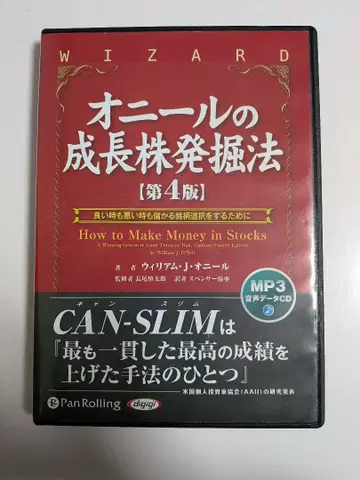 WIZARD
オニールの
成長株発掘法
【第4版】
良い時も悪い時も儲かる銘柄選択をするために
How to Make Money in Stocks
A Winning System in Good Times or Bad, Fourth Edition
by William J. O'Neil
著者 ウィリアム・J・オニール
監修者 長尾慎太郎 訳者 スペンサー倫亜
MP3
音声データCD
キャン スリム
CAN-SLIMは
『最も一貫した最高の成績を
上げた手法のひとつ』
米国個人投資家協会(AAII)の研究発表
PanRolling
digigi